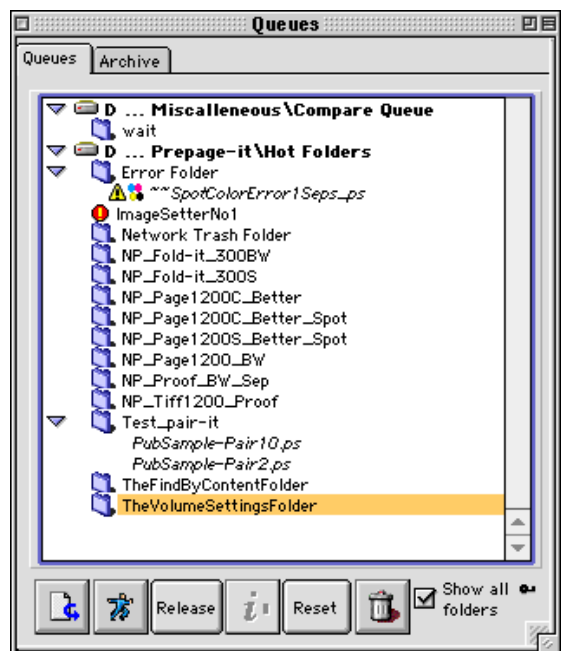 Queues
Queues
Archive
D ... Miscalleneous\Compare Queue
wait
D ... Prepage-it\Hot Folders
Error Folder
~~SpotColorError1Seps_ps
ImageSetterNo1
Network Trash Folder
NP_Fold-it_300BW
NP_Fold-it_300S
NP_Page1200C_Better
NP_Page1200C_Better_Spot
NP_Page1200S_Better_Spot
NP_Page1200_BW
NP_Proof_BW_Sep
NP_Tiff1200_Proof
Test_pair-it
PubSample-Pair10.ps
PubSample-Pair2.ps
TheFindByContentFolder
TheVolumeSettingsFolder
Release
Reset
Show all
folders